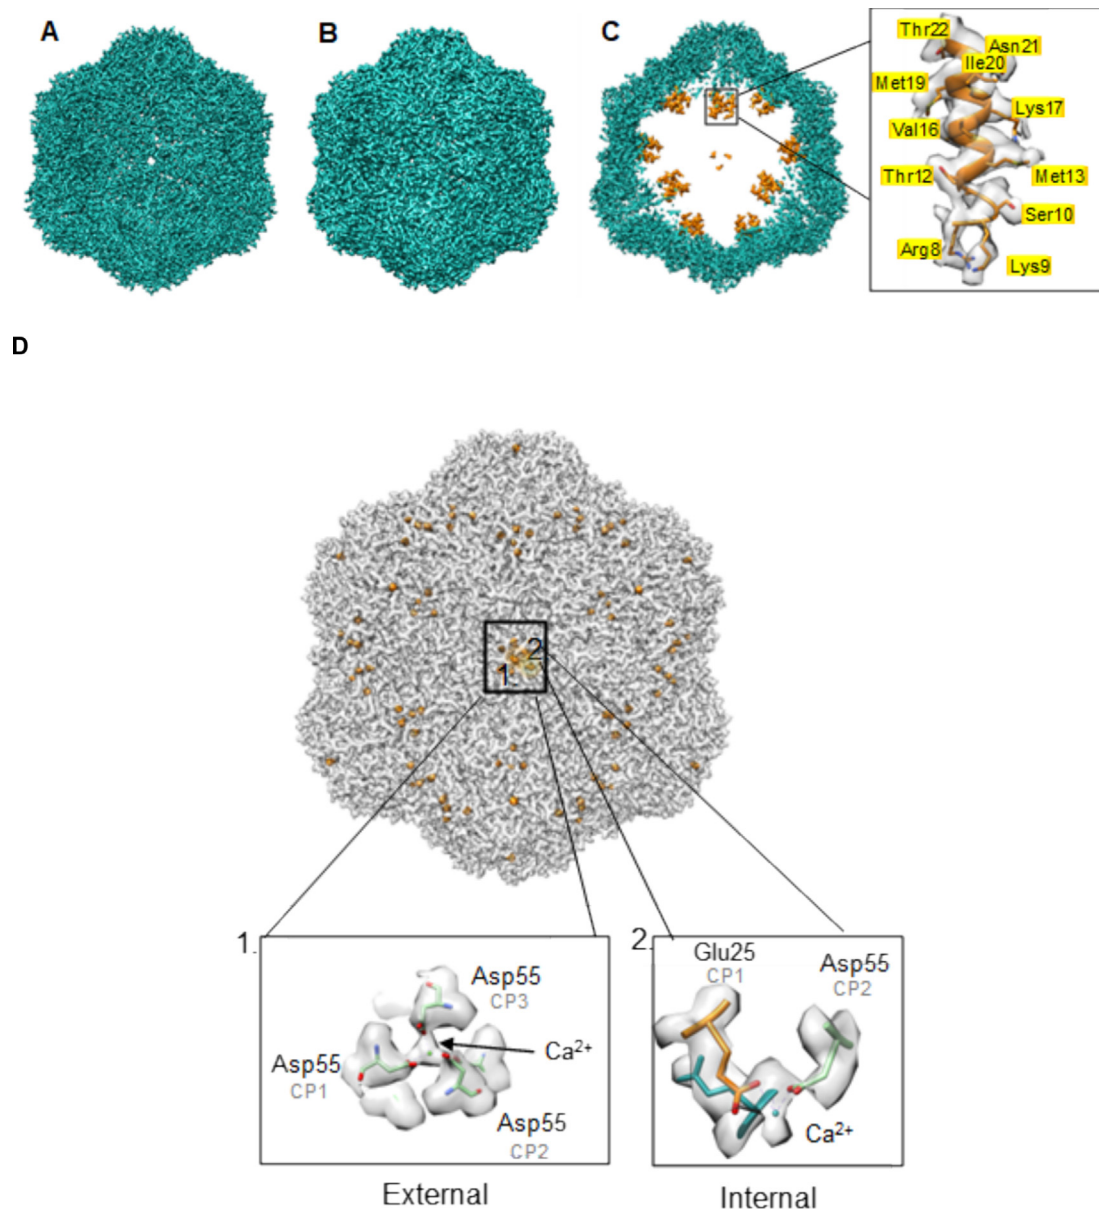 A
B
C
Thr22
Asn21
Ile20
Met19
Lys17
Val16
Thr12
Met13
Ser10
Arg8
Lys9
D
2
1
1.
Asp55
CP3
Asp55
CP1
Ca²⁺
Asp55
CP2
External
2.
Glu25
CP1
Asp55
CP2
Ca²⁺
Internal